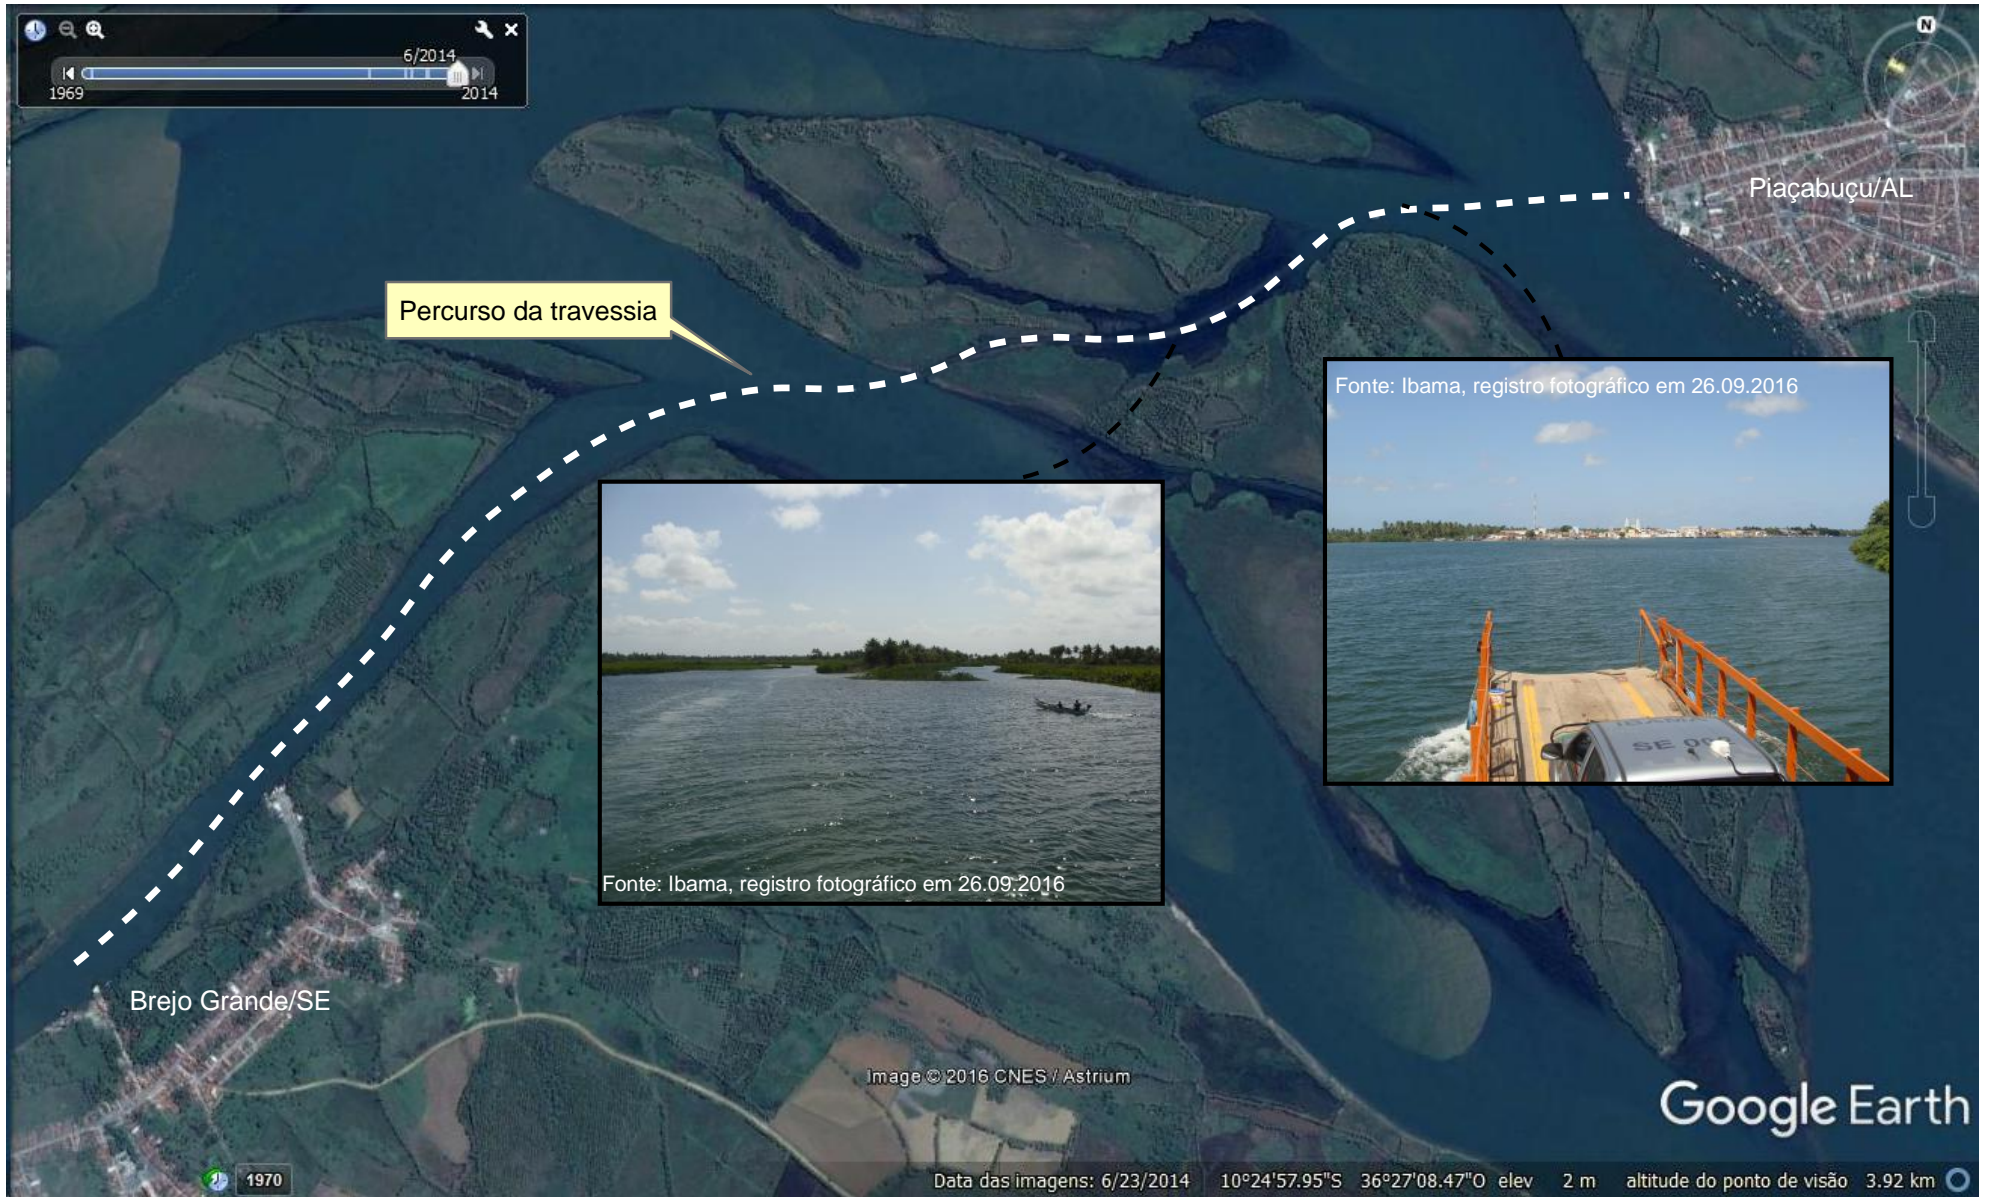 6/2014
1969
2014
N
Piaçabuçu/AL
Percurso da travessia
Fonte: Ibama, registro fotográfico em 26.09.2016
Fonte: Ibama, registro fotográfico em 26.09.2016
Brejo Grande/SE
Image © 2016 CNES / Astrium
Google Earth
1970
Data das imagens: 6/23/2014 10°24'57.95"S 36°27'08.47"O elev 2 m altitude do ponto de visão 3.92 km